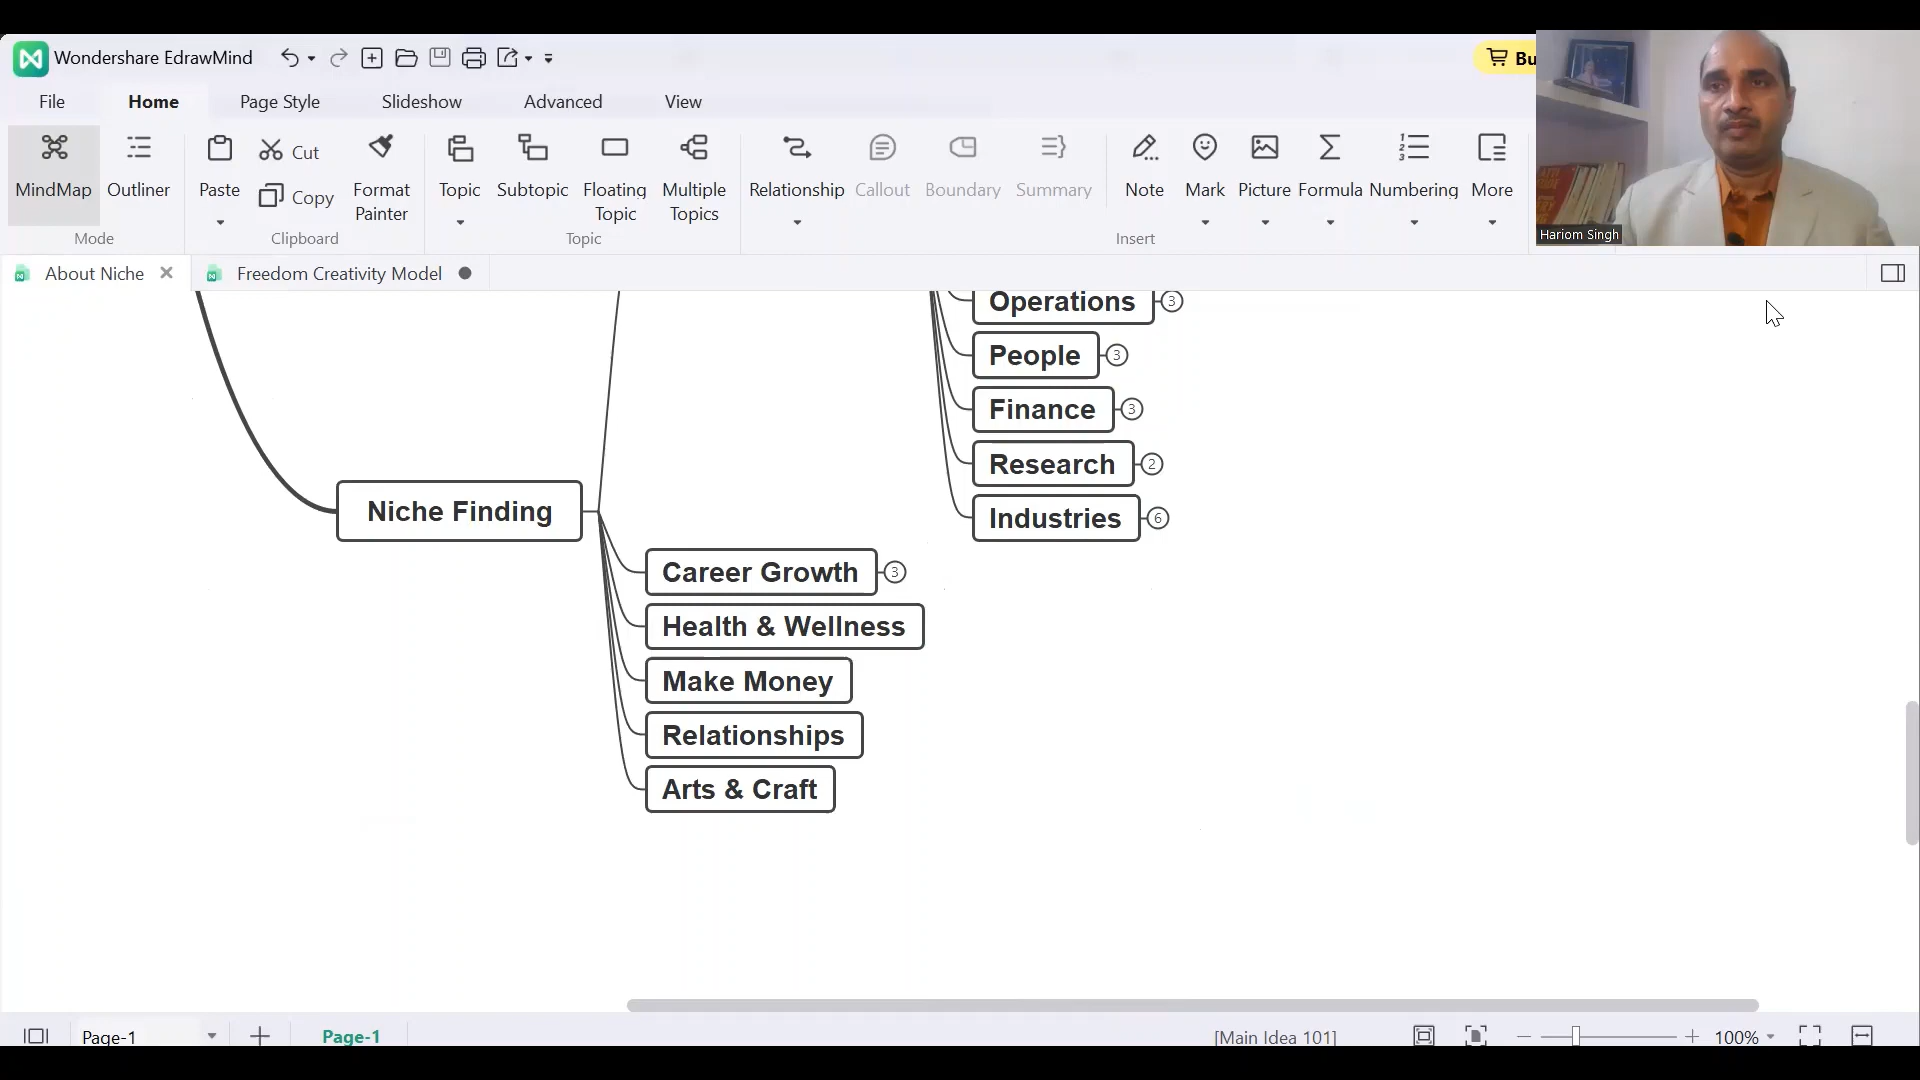 Wondershare EdrawMind
Bu
File
Home
Page Style
Slideshow
Advanced
View
MindMap
Outliner
Paste
Cut
Copy
Format
Painter
Topic
Subtopic
Floating
Topic
Multiple
Topics
Relationship
Callout
Boundary
Summary
Note
Mark
Picture
Formula
Numbering
More
Mode
Clipboard
Topic
Insert
Hariom Singh
About Niche
Freedom Creativity Model
Operations 3
People 3
Finance 3
Research 2
Industries 6
Niche Finding
Career Growth 3
Health & Wellness
Make Money
Relationships
Arts & Craft
Page-1
Page-1
[Main Idea 101]
100%